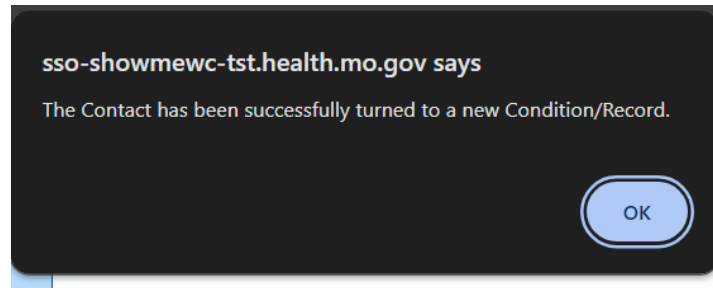 sso-showmewc-tst.health.mo.gov says
The Contact has been successfully turned to a new Condition/Record.
OK